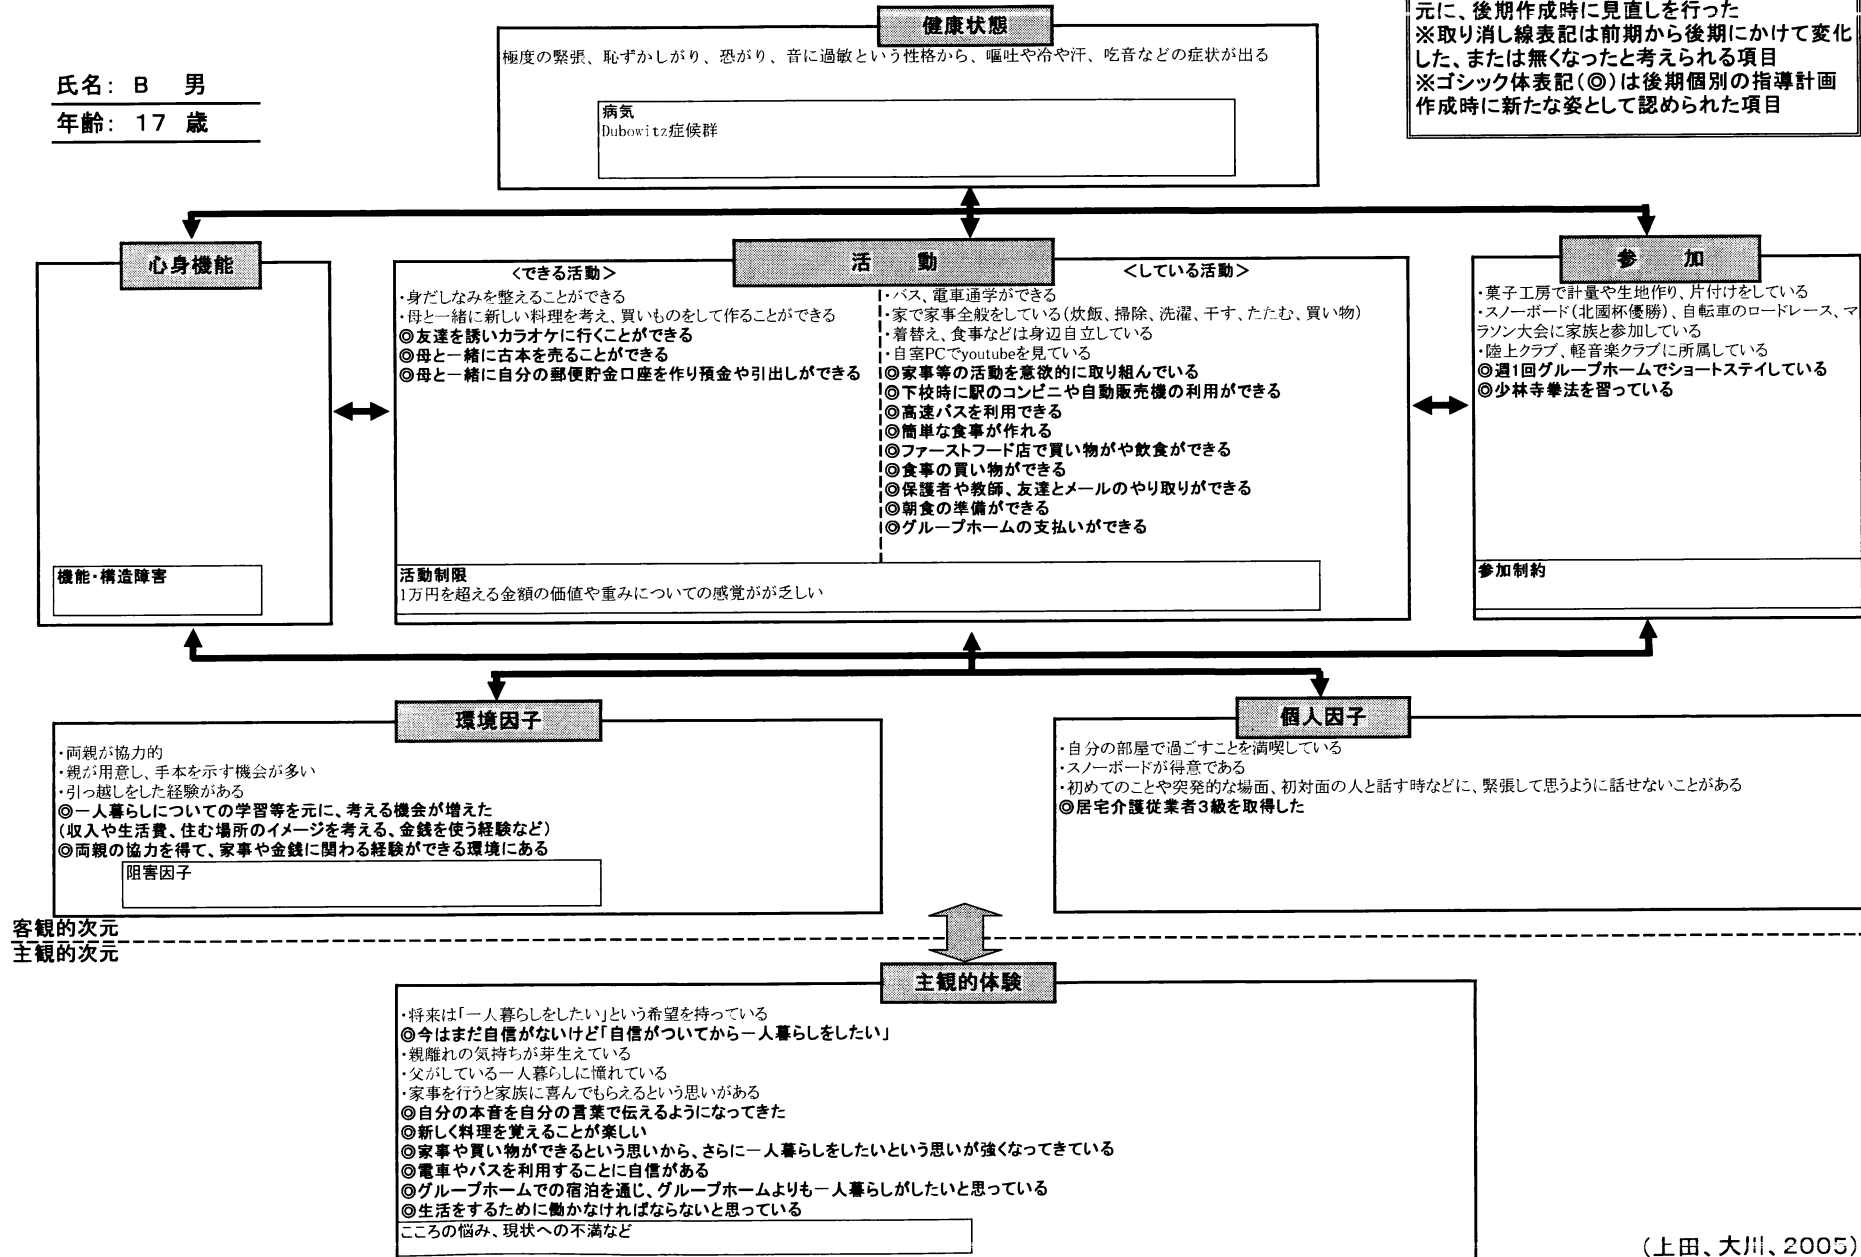 元に、後期作成時に見直しを行った
※取り消し線表記は前期から後期にかけて変化
した、または無くなったと考えられる項目
※ゴシック体表記(◎)は後期個別の指導計画
作成時に新たな姿として認められた項目
氏名: B 男
年齢: 17 歳
健康状態
極度の緊張、恥ずかしがり、恐がり、音に過敏という性格から、嘔吐や冷や汗、吃音などの症状が出る
病気
Dubowitz症候群
心身機能
機能・構造障害
活 動
<できる活動>
・身だしなみを整えることができる
・母と一緒に新しい料理を考え、買いものをして作ることができる
◎友達を誘いカラオケに行くことができる
◎母と一緒に古本を売ることができる
◎母と一緒に自分の郵便貯金口座を作り預金や引出しができる
<している活動>
・バス、電車通学ができる
・家で家事全般をしている(炊飯、掃除、洗濯、干す、たたむ、買い物)
・着替え、食事などは身辺自立している
・自室PCでyoutubeを見ている
◎家事等の活動を意欲的に取り組んでいる
◎下校時に駅のコンビニや自動販売機の利用ができる
◎高速バスを利用できる
◎簡単な食事が作れる
◎ファーストフード店で買い物がや飲食ができる
◎食事の買い物ができる
◎保護者や教師、友達とメールのやり取りができる
◎朝食の準備ができる
◎グループホームの支払いができる
活動制限
1万円を超える金額の価値や重みについての感覚がが乏しい
参 加
・菓子工房で計量や生地作り、片付けをしている
・スノーボード(北國杯優勝)、自転車のロードレース、マ
ラソン大会に家族と参加している
・陸上クラブ、軽音楽クラブに所属している
◎週1回グループホームでショートステイしている
◎少林寺拳法を習っている
参加制約
環境因子
・両親が協力的
・親が用意し、手本を示す機会が多い
・引っ越しをした経験がある
◎一人暮らしについての学習等を元に、考える機会が増えた
(収入や生活費、住む場所のイメージを考える、金銭を使う経験など)
◎両親の協力を得て、家事や金銭に関わる経験ができる環境にある
阻害因子
個人因子
・自分の部屋で過ごすことを満喫している
・スノーボードが得意である
・初めてのことや突発的な場面、初対面の人と話す時などに、緊張して思うように話せないことがある
◎居宅介護従業者3級を取得した
客観的次元
主観的次元
主観的体験
・将来は「一人暮らしをしたい」という希望を持っている
◎今はまだ自信がないけど「自信がついてから一人暮らしをしたい」
・親離れの気持ちが芽生えている
・父がしている一人暮らしに憧れている
・家事を行うと家族に喜んでもらえるという思いがある
◎自分の本音を自分の言葉で伝えるようになってきた
◎新しく料理を覚えることが楽しい
◎家事や買い物ができるという思いから、さらに一人暮らしをしたいという思いが強くなってきている
◎電車やバスを利用することに自信がある
◎グループホームでの宿泊を通じ、グループホームよりも一人暮らしがしたいと思っている
◎生活をするために働かなければならないと思っている
こころの悩み、現状への不満など
(上田、大川、2005)